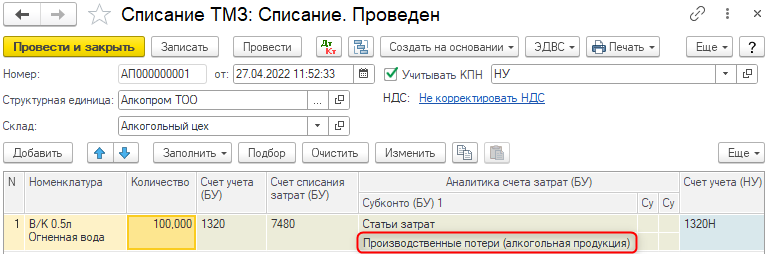 Списание ТМЗ: Списание. Проведен
Провести и закрыть Записать Провести Дт Кт Создать на основании ЭДВС Печать Еще ?
Номер: АП000000001 от: 27.04.2022 11:52:33 Учитывать КПН НУ
Структурная единица: Алкопром ТОО ... НДС: Не корректировать НДС
Склад: Алкогольный цех
Добавить Заполнить Подбор Очистить Изменить Еще
N Номенклатура Количество Счет учета (БУ) Счет списания затрат (БУ) Аналитика счета затрат (БУ) Счет учета (НУ)
Субконто (БУ) 1 Су Су
1 В/К 0.5л Огненная вода 100,000 1320 7480 Статьи затрат 1320Н
Производственные потери (алкогольная продукция)